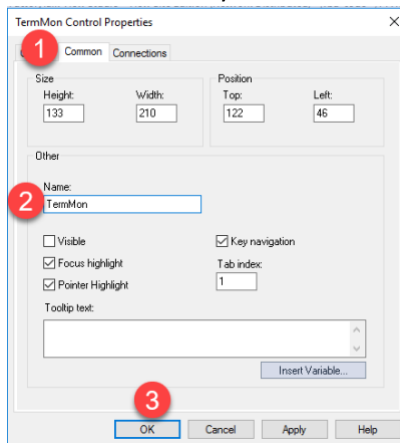 TermMon Control Properties
1
Common Connections
Size
Position
Height: Width: Top: Left:
133 210 122 46
Other
Name:
2
TermMon
Visible
Key navigation
Focus highlight
Tab index:
Pointer Highlight
1
Tooltip text:
Insert Variable...
3
OK Cancel Apply Help